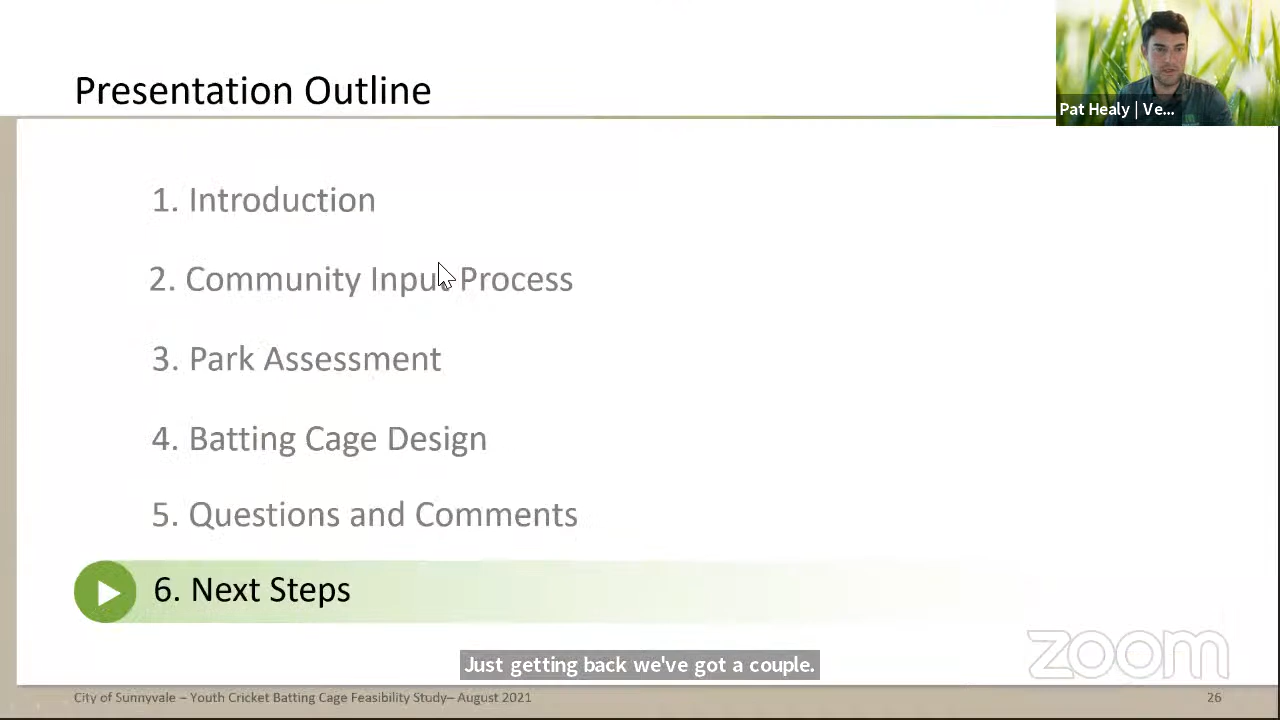 Presentation Outline
Pat Healy | Ve...
1. Introduction
2. Community Input Process
3. Park Assessment
4. Batting Cage Design
5. Questions and Comments
6. Next Steps
zoom
Just getting back we've got a couple.
City of Sunnyvale – Youth Cricket Batting Cage Feasibility Study– August 2021
26